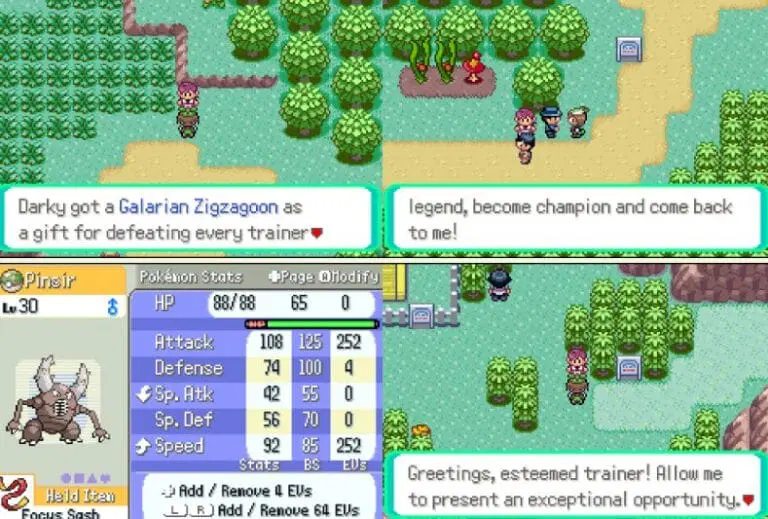 Darky got a Galarian Zigzagoon as
a gift for defeating every trainer
legend, become champion and come back
to me!
Pinsir
Lv30
Pokémon Stats Page Modify
HP 88/88 65 0
Attack 108 125 252
Defense 74 100 4
Sp. Atk 42 55 0
Sp. Def 56 70 0
Speed 92 85 252
Stats BS EVs
Held Item
Focus Sash
Add / Remove 4 EVs
L R Add / Remove 64 EVs
Greetings, esteemed trainer! Allow me
to present an exceptional opportunity.